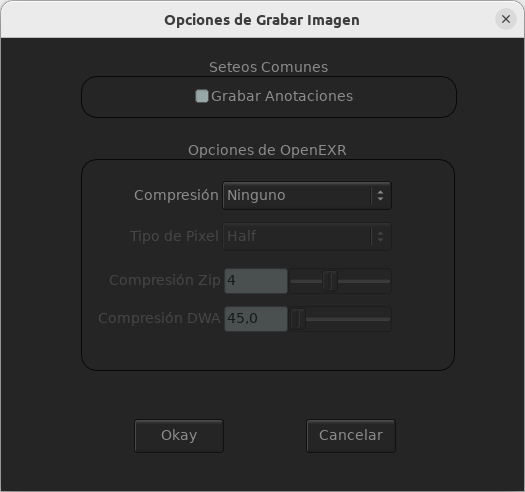 Opciones de Grabar Imagen
Seteos Comunes
Grabar Anotaciones
Opciones de OpenEXR
Compresión Ninguno
Tipo de Pixel Half
Compresión Zip 4
Compresión DWA 45.0
Okay Cancelar